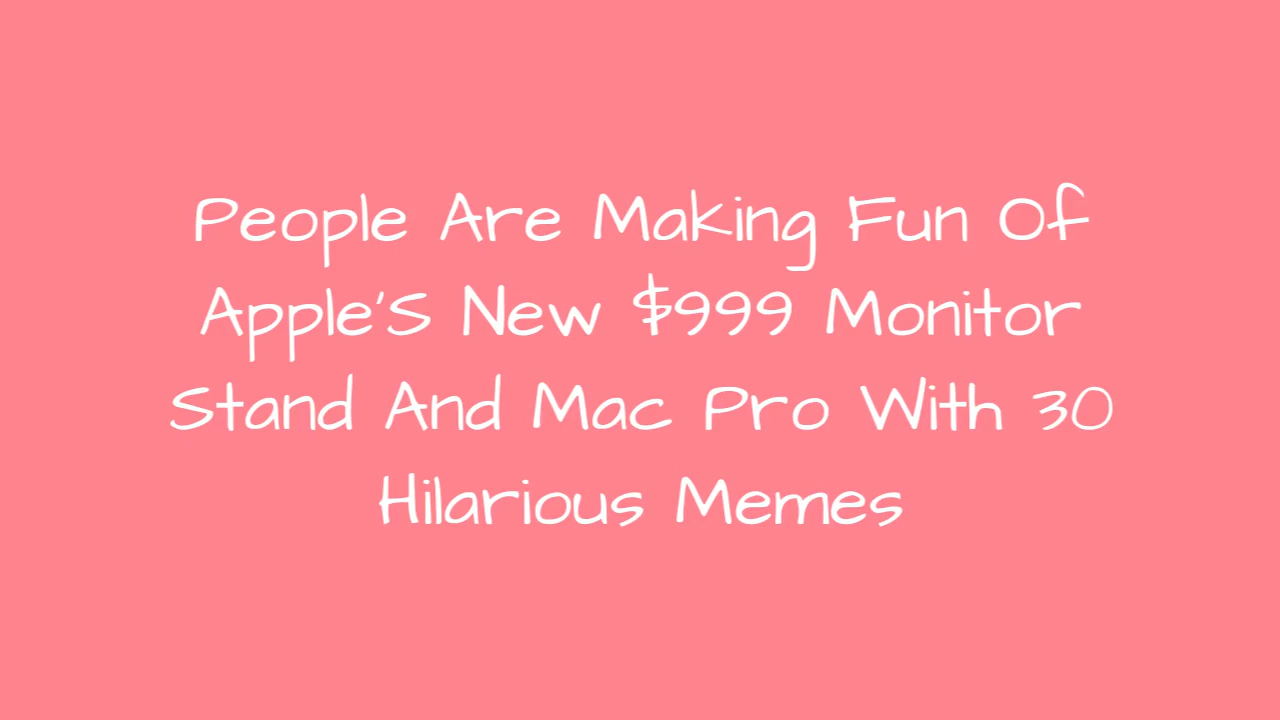 People Are Making Fun Of
Apple'S New $999 Monitor
Stand And Mac Pro With 30
Hilarious Memes